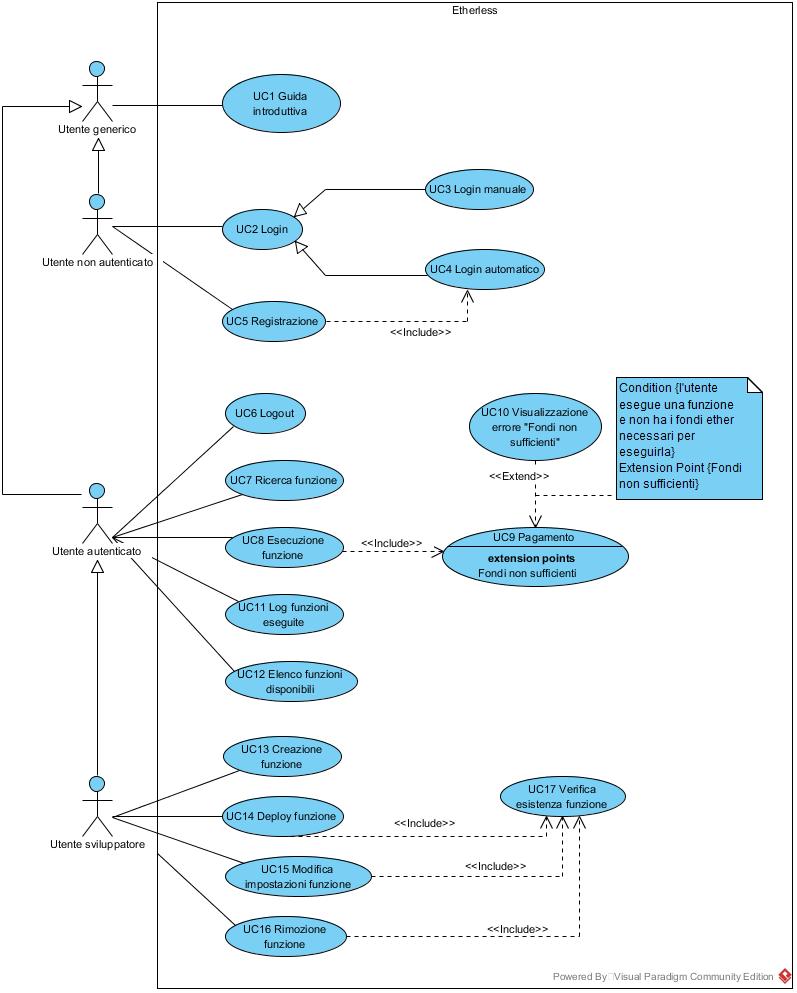 Etherless
UC1 Guida
introduttiva
Utente generico
UC3 Login manuale
UC2 Login
Utente non autenticato
UC4 Login automatico
UC5 Registrazione
<<Include>>
Condition {l'utente
esegue una funzione
e non ha i fondi ether
necessari per
eseguirla}
Extension Point {Fondi
non sufficienti}
UC6 Logout
UC10 Visualizzazione
errore "Fondi non
sufficienti"
UC7 Ricerca funzione
<<Extend>>
UC8 Esecuzione
funzione
<<Include>>
UC9 Pagamento
extension points
Fondi non sufficienti
Utente autenticato
UC11 Log funzioni
eseguite
UC12 Elenco funzioni
disponibili
UC13 Creazione
funzione
UC17 Verifica
esistenza funzione
UC14 Deploy funzione
<<Include>>
Utente sviluppatore
UC15 Modifica
impostazioni funzione
<<Include>>
UC16 Rimozione
funzione
<<Include>>
Powered By Visual Paradigm Community Edition